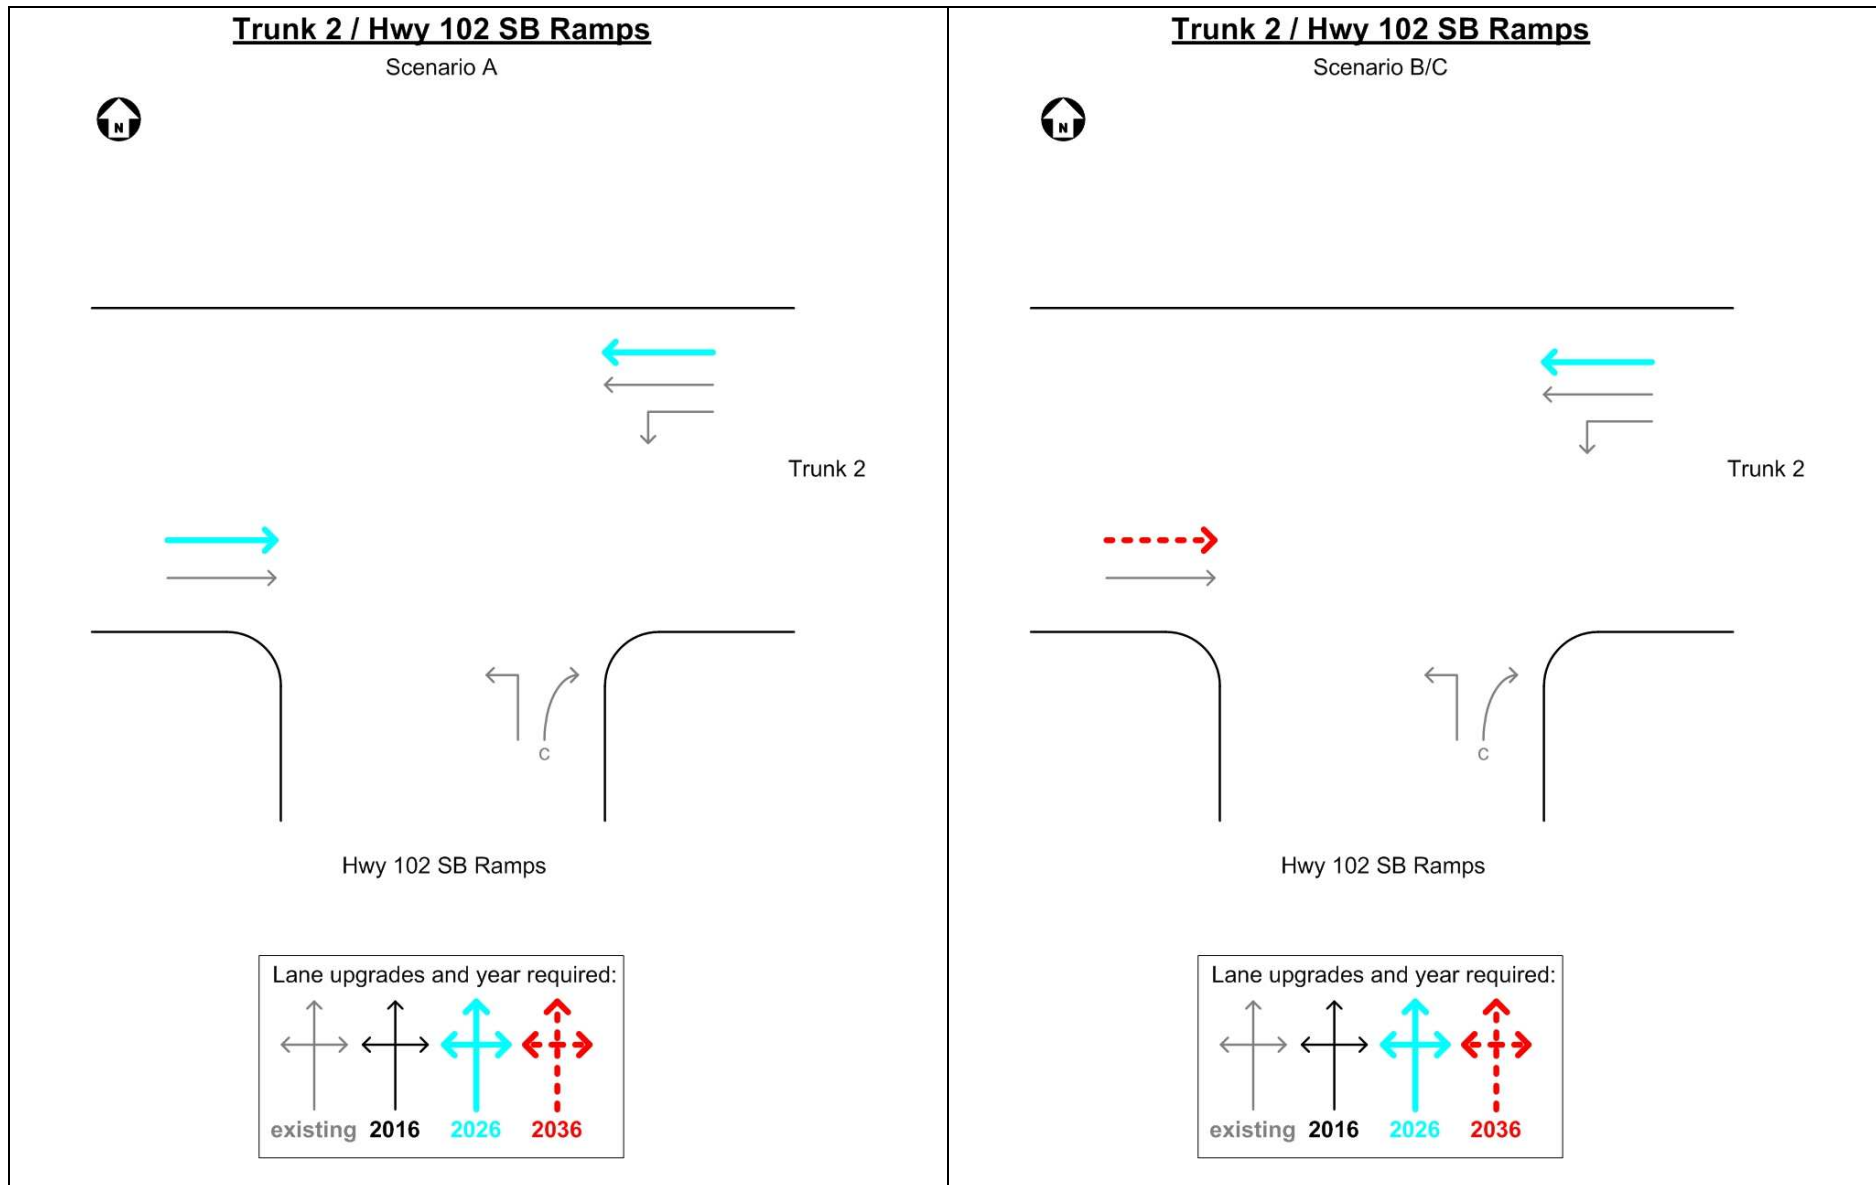 Trunk 2 / Hwy 102 SB Ramps
Scenario A
N
Trunk 2
C
Hwy 102 SB Ramps
Lane upgrades and year required:
existing 2016 2026 2036
Trunk 2 / Hwy 102 SB Ramps
Scenario B/C
N
Trunk 2
C
Hwy 102 SB Ramps
Lane upgrades and year required:
existing 2016 2026 2036